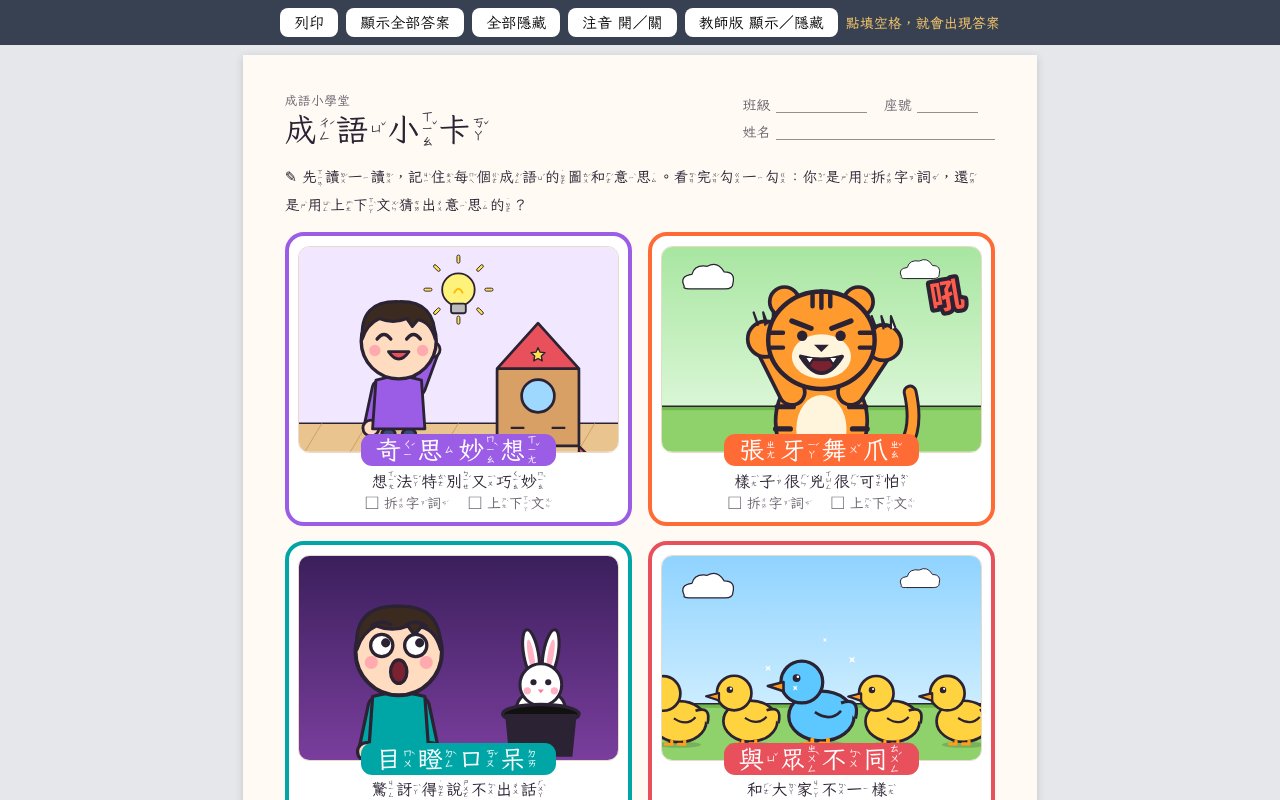 列印 顯示全部答案 全部隱藏 注音 開／關 教師版 顯示／隱藏 點填空格，就會出現答案
成語小學堂
成語小卡
班級 座號
姓名
✎ 先讀一讀，記住每個成語的圖和意思。看完勾一勾：你是用拆字詞，還
是用上下文猜出意思的？
吼
奇思妙想
想法特別又巧妙
☐ 拆字詞 ☐ 上下文
張牙舞爪
樣子很兇很可怕
☐ 拆字詞 ☐ 上下文
目瞪口呆
驚訝得說不出話
與眾不同
和大家不一樣